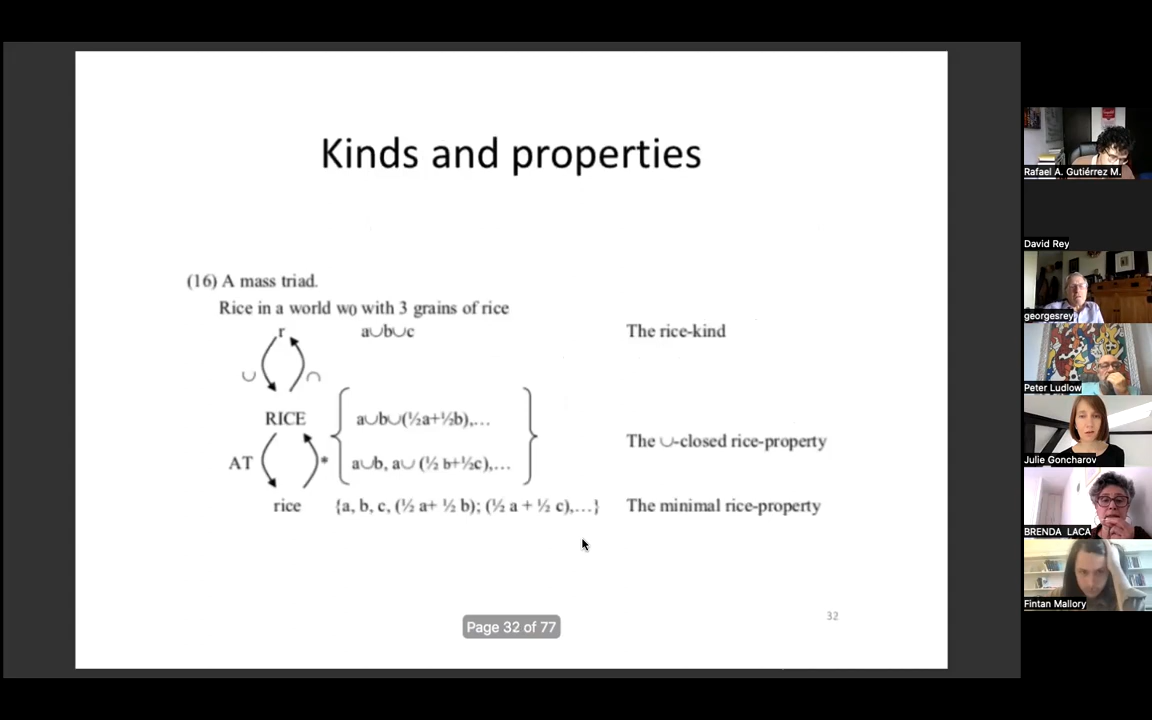 Kinds and properties
(16) A mass triad.
Rice in a world w0 with 3 grains of rice
r a∪b∪c The rice-kind
∪ ∩
RICE a∪b∪(½a+½b),…
The ∪-closed rice-property
AT * a∪b, a∪ (½ b+½c),…
rice {a, b, c, (½ a+ ½ b); (½ a + ½ c),…} The minimal rice-property
32
Page 32 of 77
Rafael A. Gutiérrez M.
David Rey
georgesrey
Peter Ludlow
Julie Goncharov
BRENDA LACA
Fintan Mallory